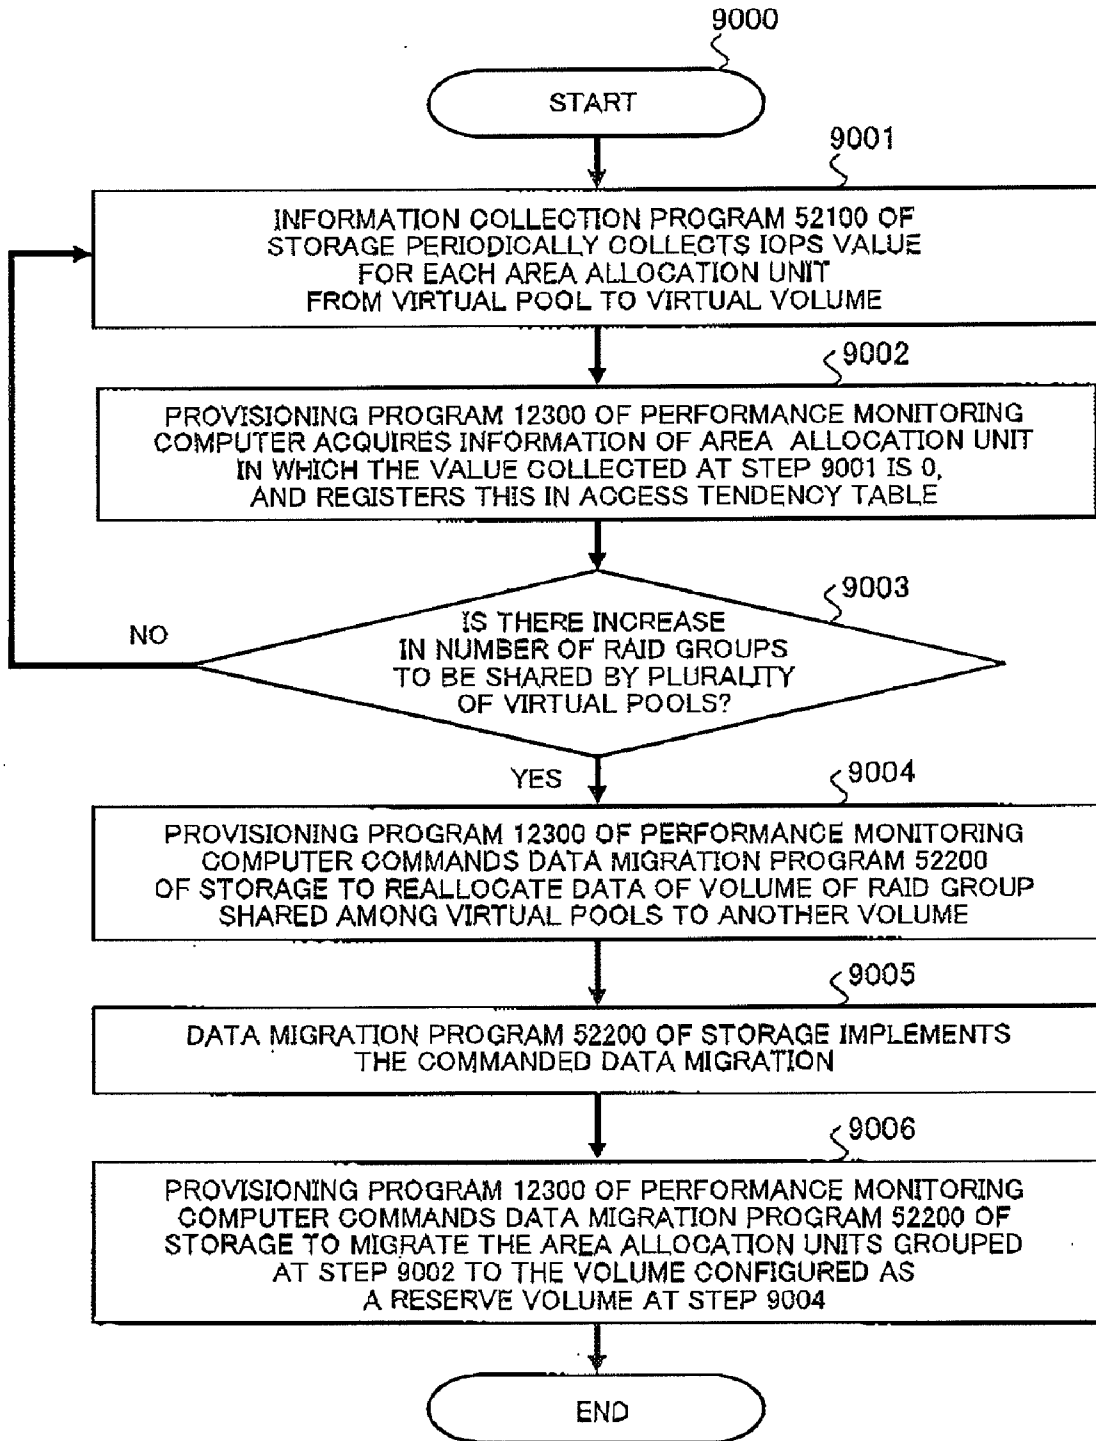 9000
START
9001
INFORMATION COLLECTION PROGRAM 52100 OF
STORAGE PERIODICALLY COLLECTS IOPS VALUE
FOR EACH AREA ALLOCATION UNIT
FROM VIRTUAL POOL TO VIRTUAL VOLUME
9002
PROVISIONING PROGRAM 12300 OF PERFORMANCE MONITORING
COMPUTER ACQUIRES INFORMATION OF AREA ALLOCATION UNIT
IN WHICH THE VALUE COLLECTED AT STEP 9001 IS 0,
AND REGISTERS THIS IN ACCESS TENDENCY TABLE
9003
IS THERE INCREASE
IN NUMBER OF RAID GROUPS
TO BE SHARED BY PLURALITY
OF VIRTUAL POOLS?
NO
YES
9004
PROVISIONING PROGRAM 12300 OF PERFORMANCE MONITORING
COMPUTER COMMANDS DATA MIGRATION PROGRAM 52200
OF STORAGE TO REALLOCATE DATA OF VOLUME OF RAID GROUP
SHARED AMONG VIRTUAL POOLS TO ANOTHER VOLUME
9005
DATA MIGRATION PROGRAM 52200 OF STORAGE IMPLEMENTS
THE COMMANDED DATA MIGRATION
9006
PROVISIONING PROGRAM 12300 OF PERFORMANCE MONITORING
COMPUTER COMMANDS DATA MIGRATION PROGRAM 52200 OF
STORAGE TO MIGRATE THE AREA ALLOCATION UNITS GROUPED
AT STEP 9002 TO THE VOLUME CONFIGURED AS
A RESERVE VOLUME AT STEP 9004
END